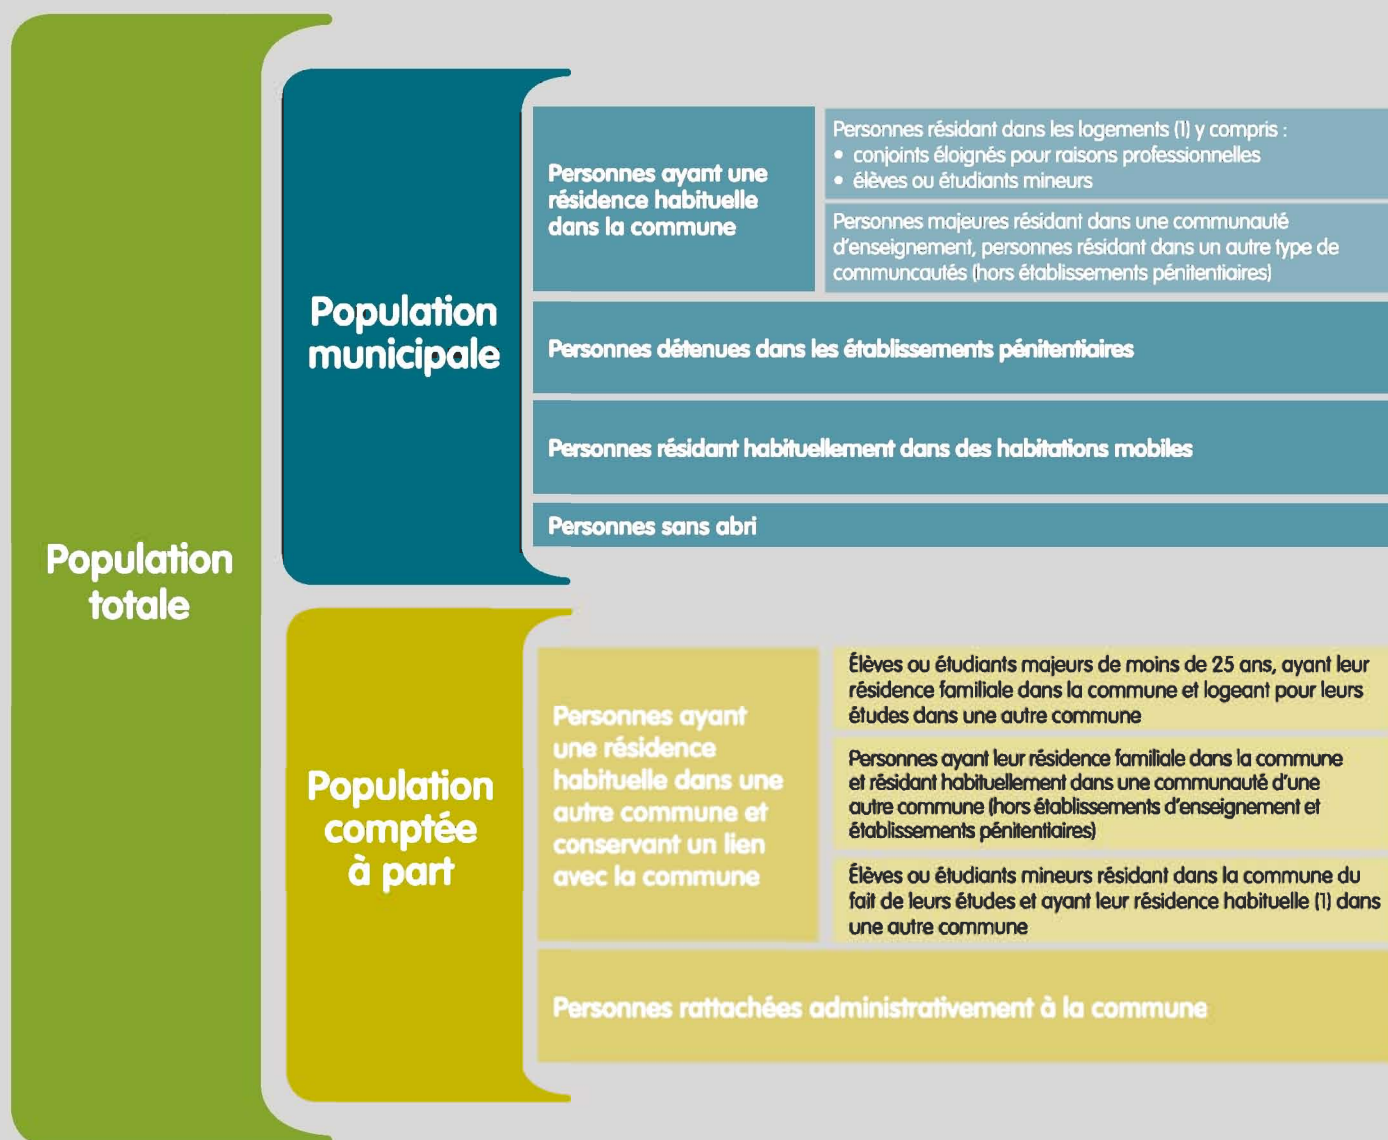 Population
totale
Population
municipale
Personnes ayant une
résidence habituelle
dans la commune
Personnes résidant dans les logements (1) y compris :
• conjoints éloignés pour raisons professionnelles
• élèves ou étudiants mineurs
Personnes majeures résidant dans une communauté
d'enseignement, personnes résidant dans un autre type de
communcautés (hors établissements pénitentiaires)
Personnes détenues dans les établissements pénitentiaires
Personnes résidant habituellement dans des habitations mobiles
Personnes sans abri
Population
comptée
à part
Personnes ayant
une résidence
habituelle dans une
autre commune et
conservant un lien
avec la commune
Élèves ou étudiants majeurs de moins de 25 ans, ayant leur
résidence familiale dans la commune et logeant pour leurs
études dans une autre commune
Personnes ayant leur résidence familiale dans la commune
et résidant habituellement dans une communauté d'une
autre commune (hors établissements d'enseignement et
établissements pénitentiaires)
Élèves ou étudiants mineurs résidant dans la commune du
fait de leurs études et ayant leur résidence habituelle (1) dans
une autre commune
Personnes rattachées administrativement à la commune